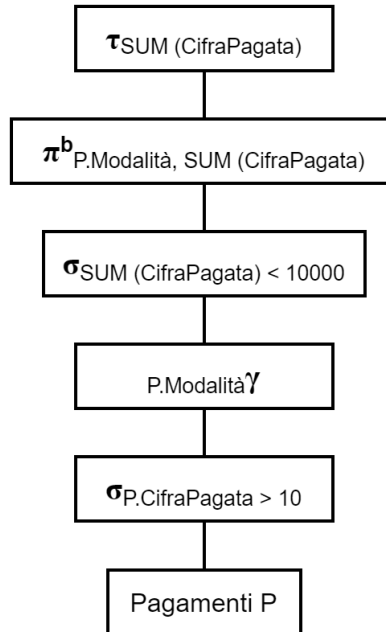 τSUM (CifraPagata)
πᵇP.Modalità, SUM (CifraPagata)
σSUM (CifraPagata) < 10000
P.Modalitàγ
σP.CifraPagata > 10
Pagamenti P